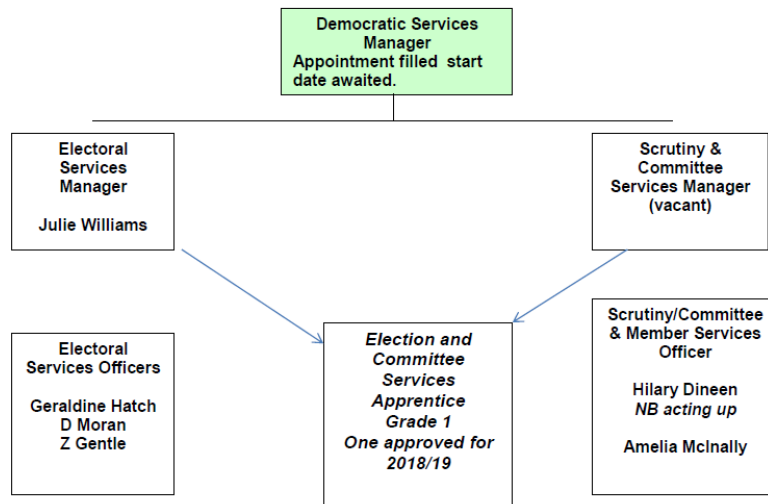 Democratic Services
Manager
Appointment filled start
date awaited.
Electoral
Services
Manager
Julie Williams
Scrutiny &
Committee
Services Manager
(vacant)
Electoral
Services Officers
Geraldine Hatch
D Moran
Z Gentle
Election and
Committee
Services
Apprentice
Grade 1
One approved for
2018/19
Scrutiny/Committee
& Member Services
Officer
Hilary Dineen
NB acting up
Amelia McInally